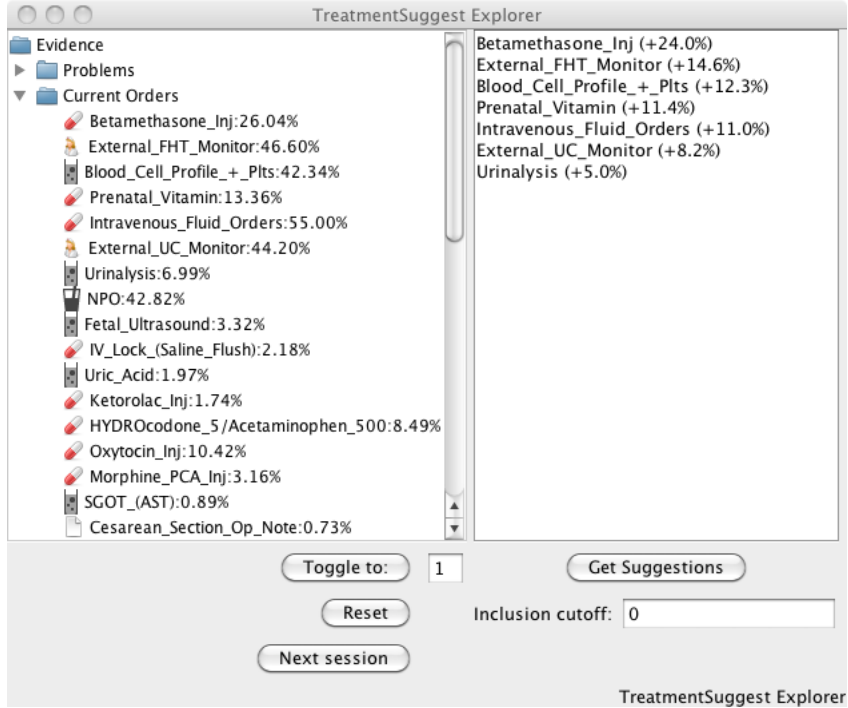 TreatmentSuggest Explorer
Evidence
Problems
Current Orders
Betamethasone_Inj:26.04%
External_FHT_Monitor:46.60%
Blood_Cell_Profile_+_Plts:42.34%
Prenatal_Vitamin:13.36%
Intravenous_Fluid_Orders:55.00%
External_UC_Monitor:44.20%
Urinalysis:6.99%
NPO:42.82%
Fetal_Ultrasound:3.32%
IV_Lock_(Saline_Flush):2.18%
Uric_Acid:1.97%
Ketorolac_Inj:1.74%
HYDROcodone_5/Acetaminophen_500:8.49%
Oxytocin_Inj:10.42%
Morphine_PCA_Inj:3.16%
SGOT_(AST):0.89%
Cesarean_Section_Op_Note:0.73%
Betamethasone_Inj (+24.0%)
External_FHT_Monitor (+14.6%)
Blood_Cell_Profile_+_Plts (+12.3%)
Prenatal_Vitamin (+11.4%)
Intravenous_Fluid_Orders (+11.0%)
External_UC_Monitor (+8.2%)
Urinalysis (+5.0%)
Toggle to: 1
Get Suggestions
Reset
Inclusion cutoff: 0
Next session
TreatmentSuggest Explorer